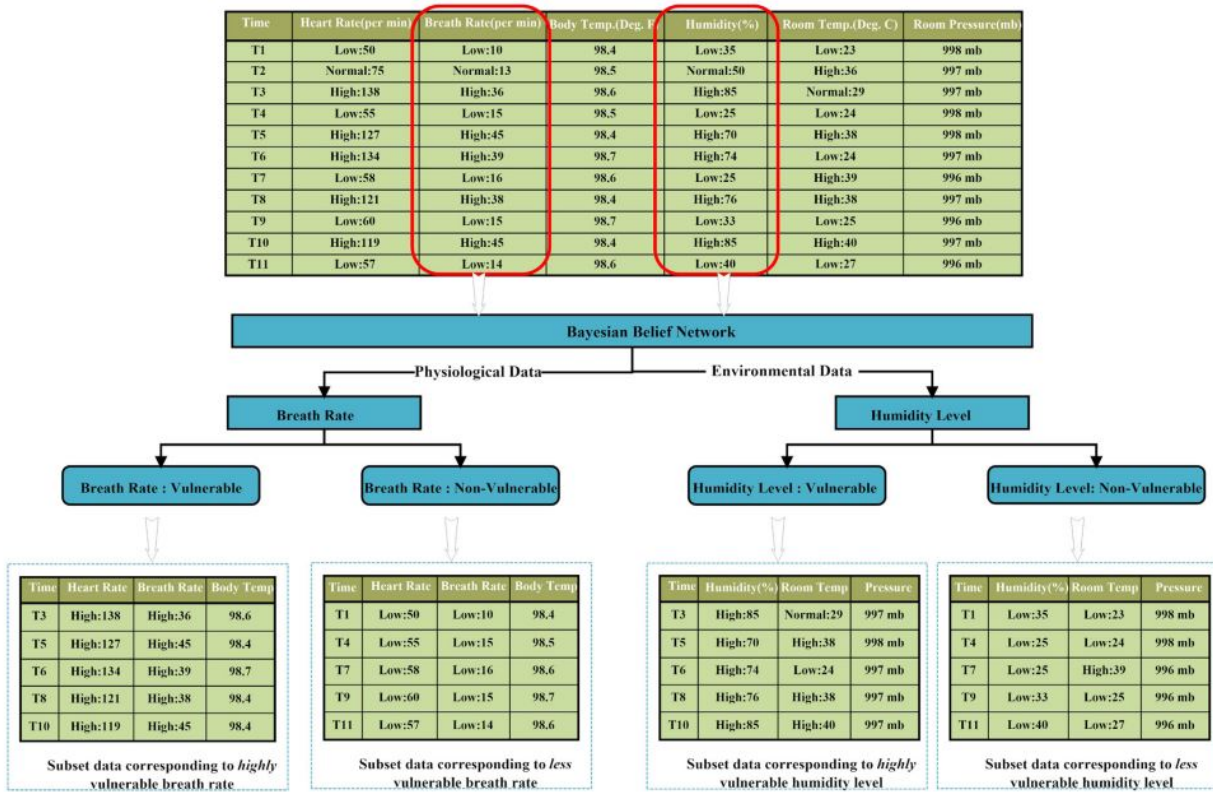 Time Heart Rate(per min) Breath Rate(per min) Body Temp.(Deg. F Humidity(%) Room Temp.(Deg. C) Room Pressure(mb)
T1 Low:50 Low:10 98.4 Low:35 Low:23 998 mb
T2 Normal:75 Normal:13 98.5 Normal:50 High:36 997 mb
T3 High:138 High:36 98.6 High:85 Normal:29 997 mb
T4 Low:55 Low:15 98.5 Low:25 Low:24 998 mb
T5 High:127 High:45 98.4 High:70 High:38 998 mb
T6 High:134 High:39 98.7 High:74 Low:24 997 mb
T7 Low:58 Low:16 98.6 Low:25 High:39 996 mb
T8 High:121 High:38 98.4 High:76 High:38 997 mb
T9 Low:60 Low:15 98.7 Low:33 Low:25 996 mb
T10 High:119 High:45 98.4 High:85 High:40 997 mb
T11 Low:57 Low:14 98.6 Low:40 Low:27 996 mb
Bayesian Belief Network
Physiological Data Environmental Data
Breath Rate Humidity Level
Breath Rate : Vulnerable Breath Rate : Non-Vulnerable Humidity Level : Vulnerable Humidity Level: Non-Vulnerable
Time Heart Rate Breath Rate Body Temp
T3 High:138 High:36 98.6
T5 High:127 High:45 98.4
T6 High:134 High:39 98.7
T8 High:121 High:38 98.4
T10 High:119 High:45 98.4
Subset data corresponding to highly
vulnerable breath rate
Time Heart Rate Breath Rate Body Temp
T1 Low:50 Low:10 98.4
T4 Low:55 Low:15 98.5
T7 Low:58 Low:16 98.6
T9 Low:60 Low:15 98.7
T11 Low:57 Low:14 98.6
Subset data corresponding to less
vulnerable breath rate
Time Humidity(%) Room Temp Pressure
T3 High:85 Normal:29 997 mb
T5 High:70 High:38 998 mb
T6 High:74 Low:24 997 mb
T8 High:76 High:38 997 mb
T10 High:85 High:40 997 mb
Subset data corresponding to highly
vulnerable humidity level
Time Humidity(%) Room Temp Pressure
T1 Low:35 Low:23 998 mb
T4 Low:25 Low:24 998 mb
T7 Low:25 High:39 996 mb
T9 Low:33 Low:25 996 mb
T11 Low:40 Low:27 996 mb
Subset data corresponding to less
vulnerable humidity level